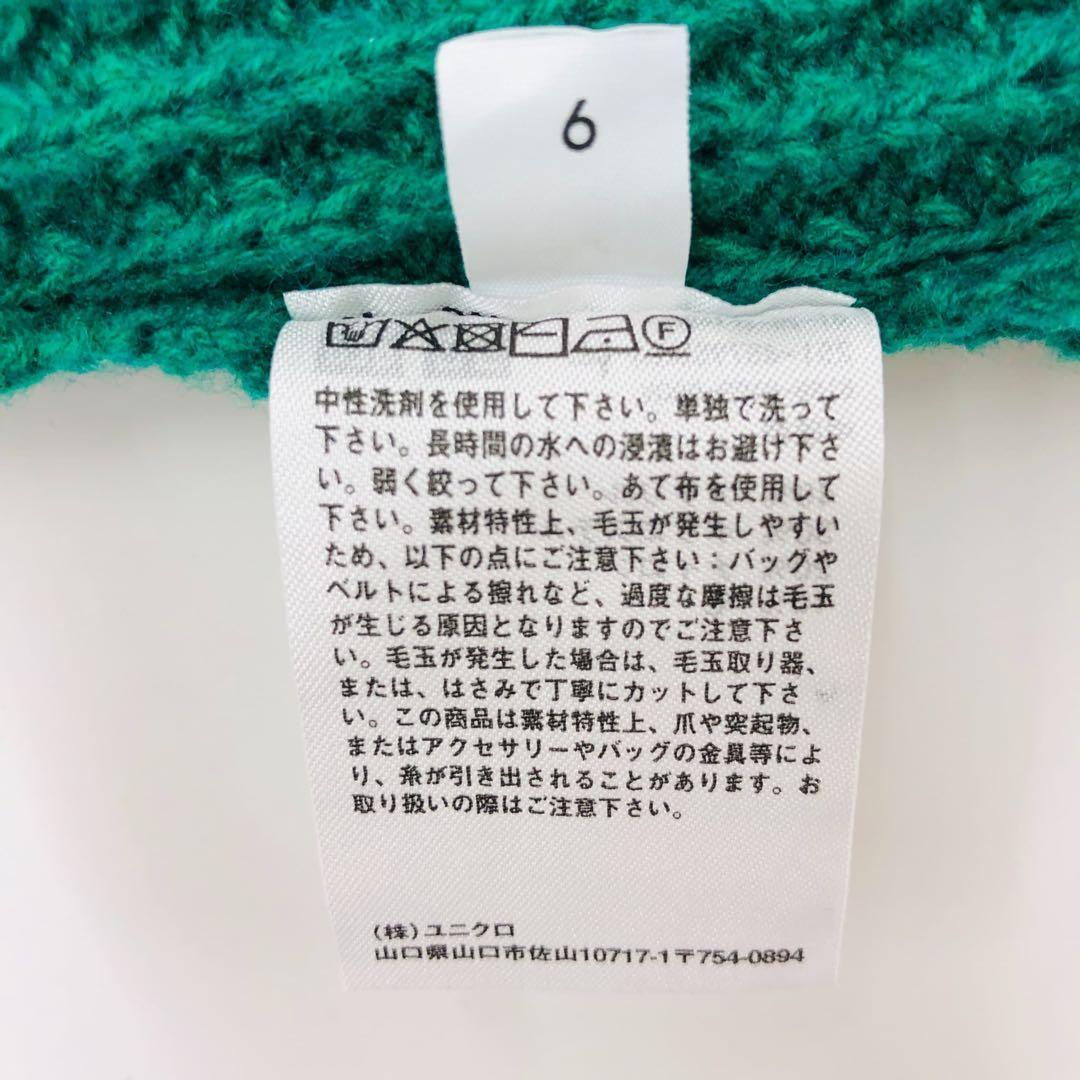 6
F
中性洗剤を使用して下さい。単独で洗って
下さい。長時間の水への浸漬はお避け下さ
い。弱く絞って下さい。あて布を使用して
下さい。素材特性上、毛玉が発生しやすい
ため、以下の点にご注意下さい：バッグや
ベルトによる擦れなど、過度な摩擦は毛玉
が生じる原因となりますのでご注意下さ
い。毛玉が発生した場合は、毛玉取り器、
または、はさみで丁寧にカットして下さ
い。この商品は素材特性上、爪や突起物、
またはアクセサリーやバッグの金具等によ
り、糸が引き出されることがあります。お
取り扱いの際はご注意下さい。
(株)ユニクロ
山口県山口市佐山10717-1〒754-0894